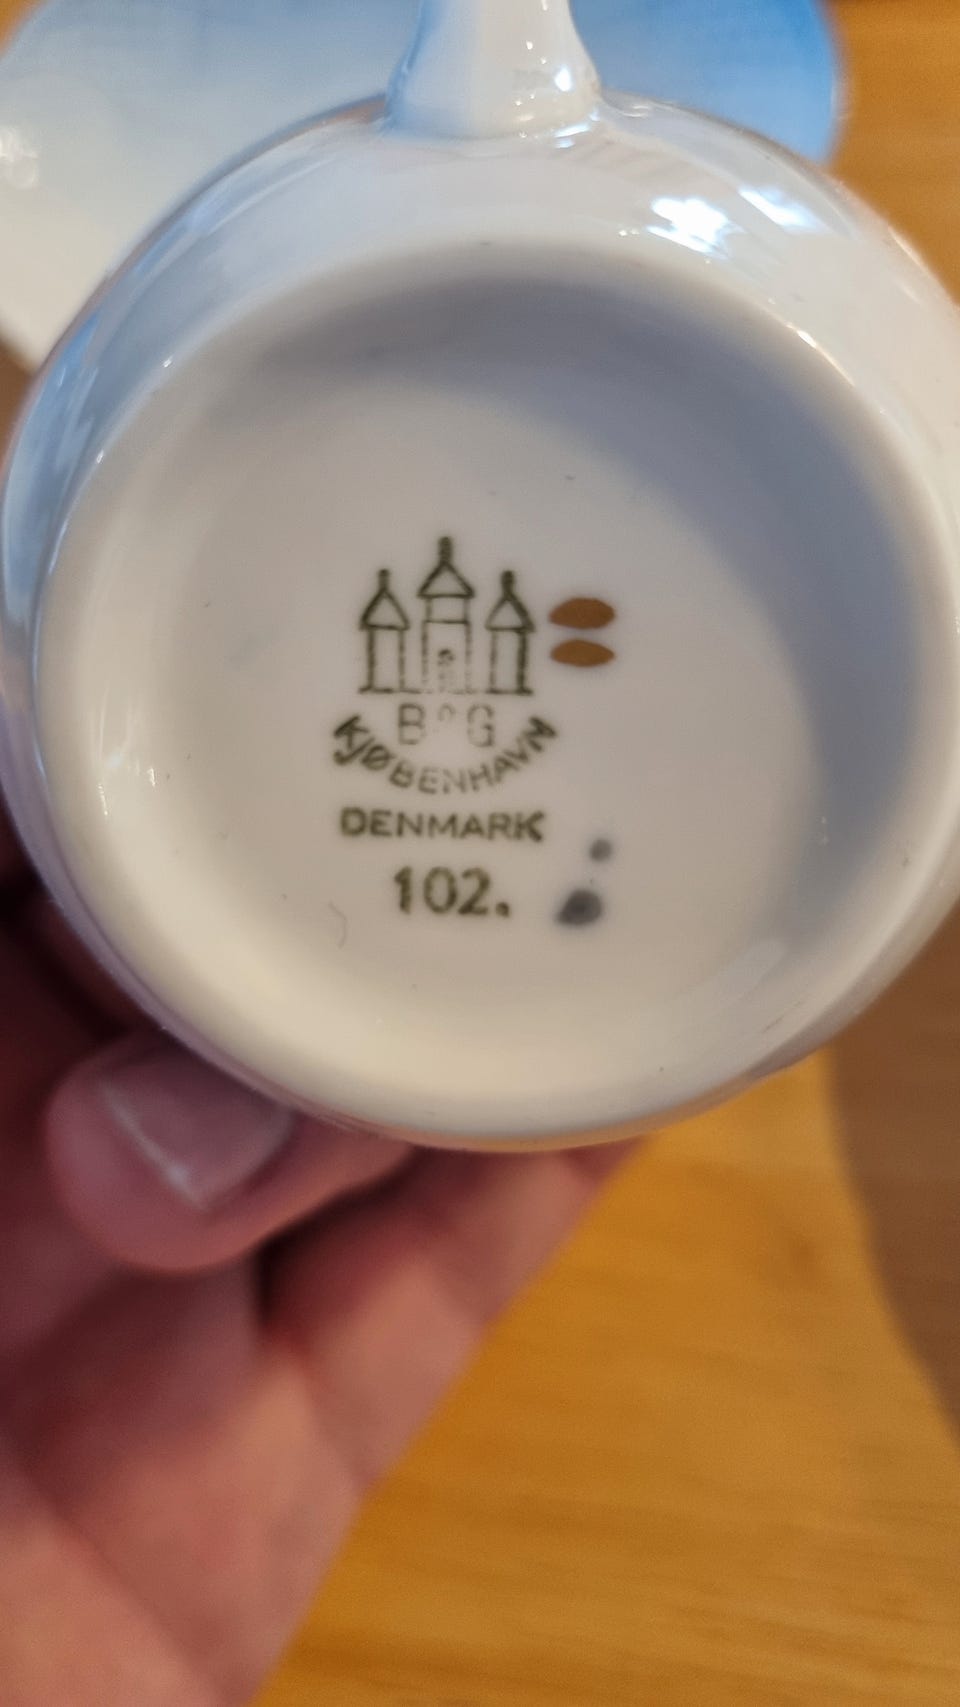 B&G
KJØBENHAVN
DENMARK
102.